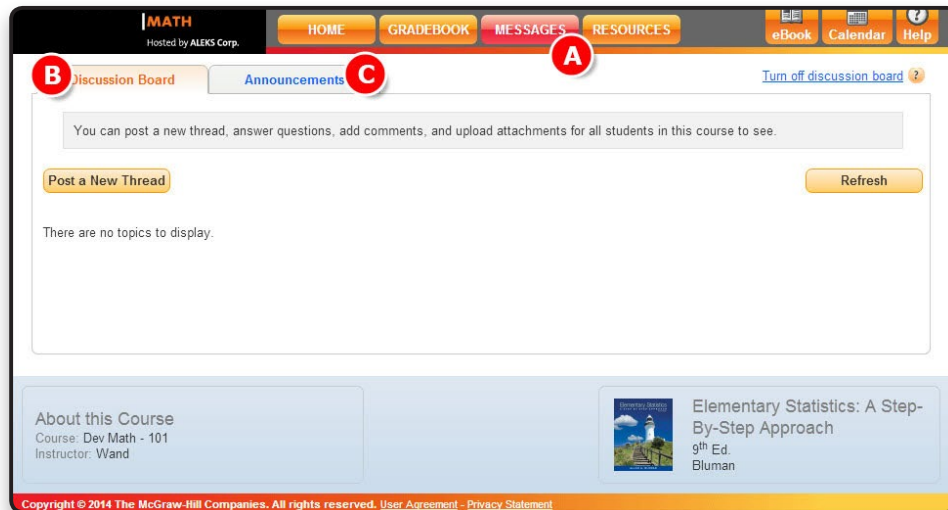 MATH
Hosted by ALEKS Corp.
HOME
GRADEBOOK
MESSAGES
RESOURCES
eBook
Calendar
Help
A
B
Discussion Board
Announcements
C
Turn off discussion board ?
You can post a new thread, answer questions, add comments, and upload attachments for all students in this course to see.
Post a New Thread
Refresh
There are no topics to display.
About this Course
Course: Dev Math - 101
Instructor: Wand
Elementary Statistics: A Step-
By-Step Approach
9th Ed.
Bluman
Copyright © 2014 The McGraw-Hill Companies. All rights reserved. User Agreement - Privacy Statement